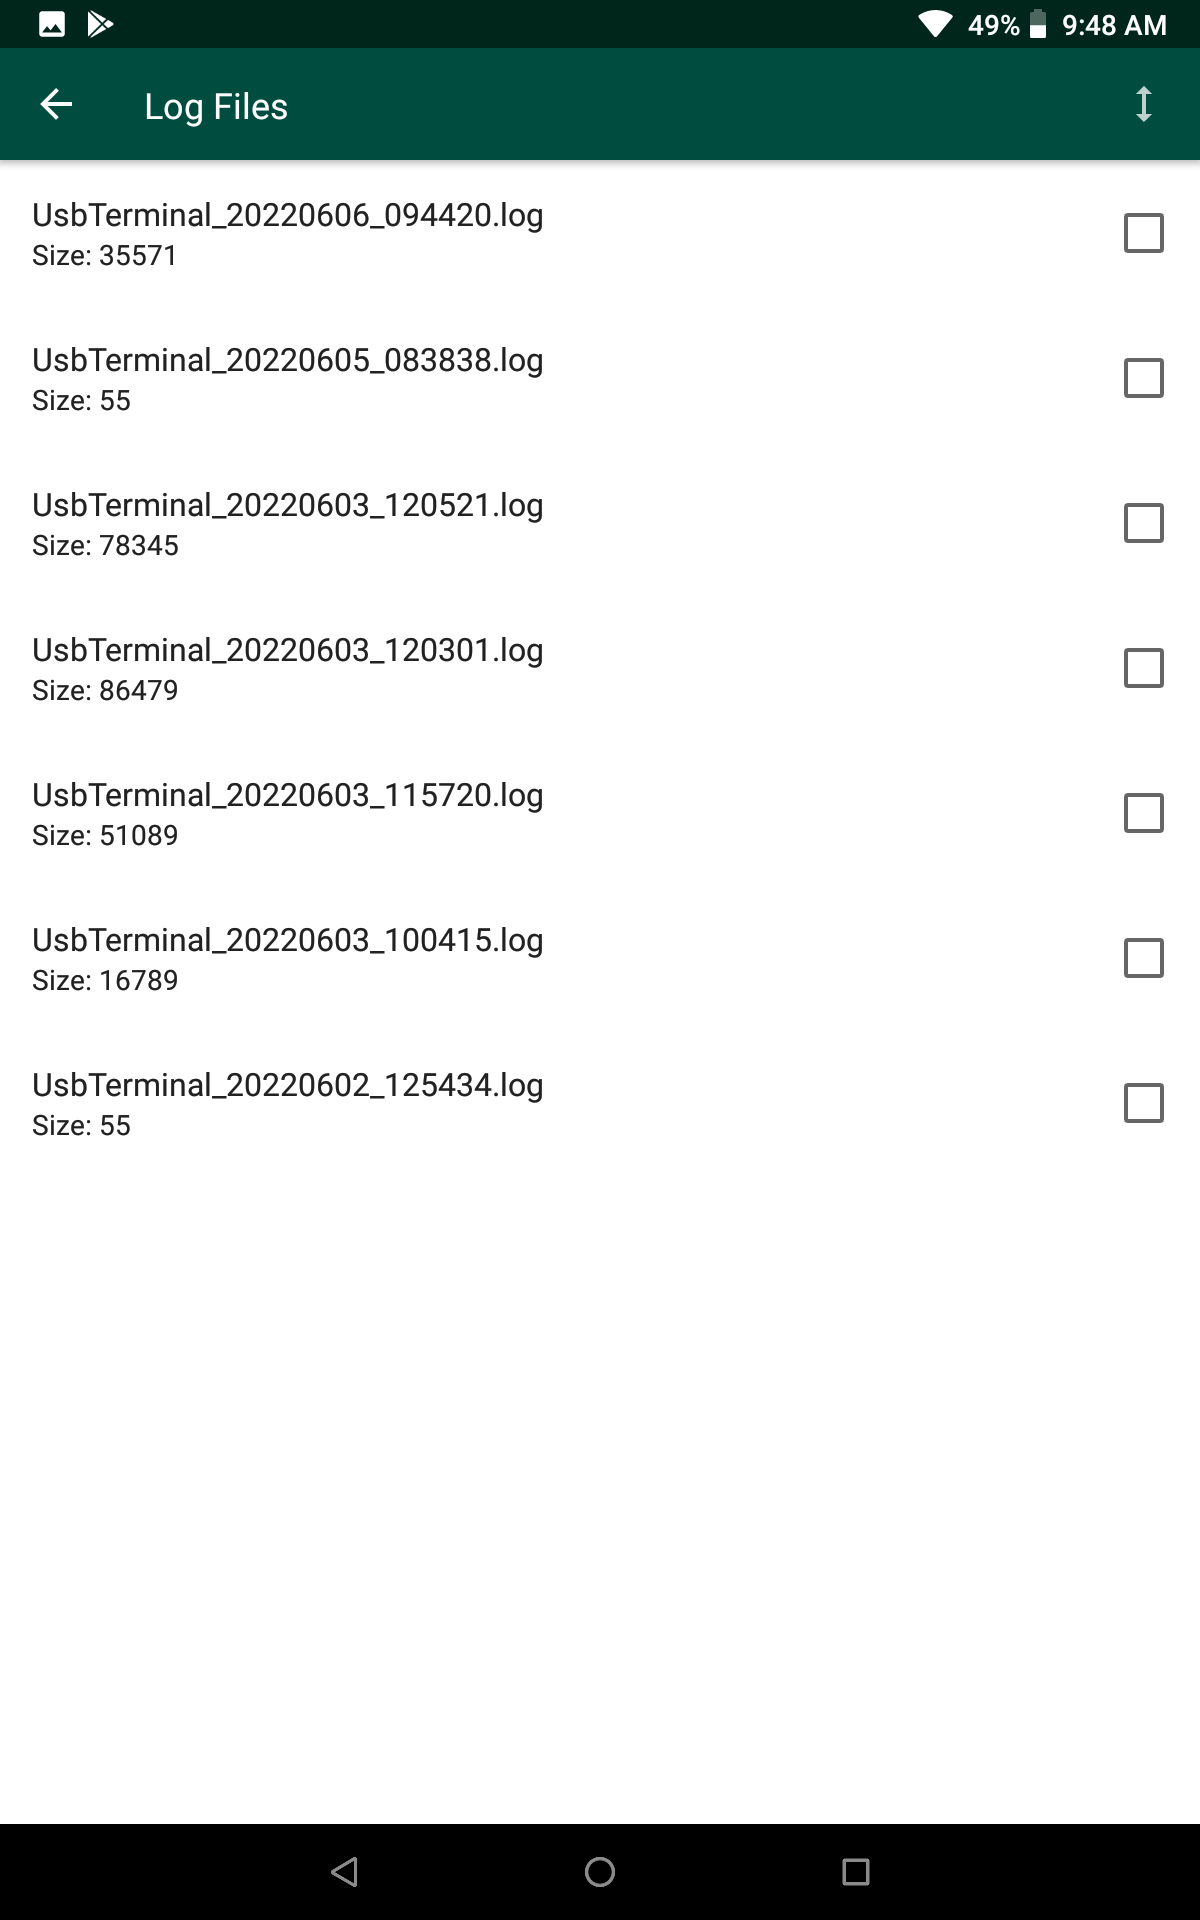 49% 9:48 AM
Log Files
UsbTerminal_20220606_094420.log
Size: 35571
UsbTerminal_20220605_083838.log
Size: 55
UsbTerminal_20220603_120521.log
Size: 78345
UsbTerminal_20220603_120301.log
Size: 86479
UsbTerminal_20220603_115720.log
Size: 51089
UsbTerminal_20220603_100415.log
Size: 16789
UsbTerminal_20220602_125434.log
Size: 55